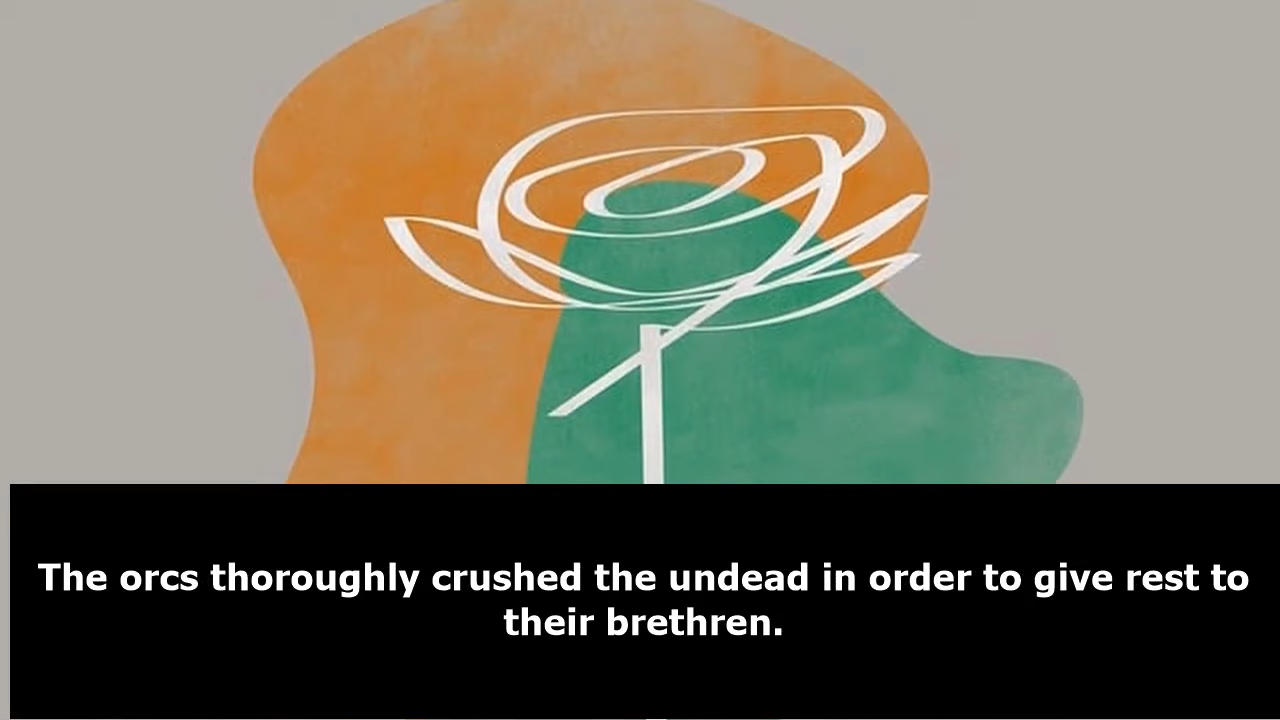 The orcs thoroughly crushed the undead in order to give rest to
their brethren.